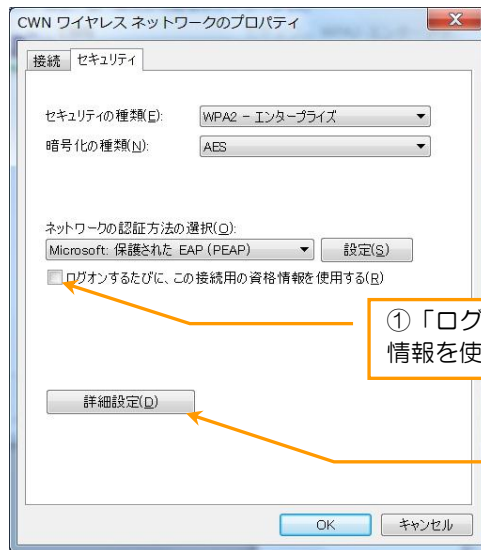 CWN ワイヤレス ネットワークのプロパティ
接続 セキュリティ
セキュリティの種類(E): WPA2 - エンタープライズ
暗号化の種類(N): AES
ネットワークの認証方法の選択(O):
Microsoft: 保護された EAP (PEAP) 設定(S)
ログオンするたびに、この接続用の資格情報を使用する(R)
①「ログ
情報を使
詳細設定(D)
OK キャンセル